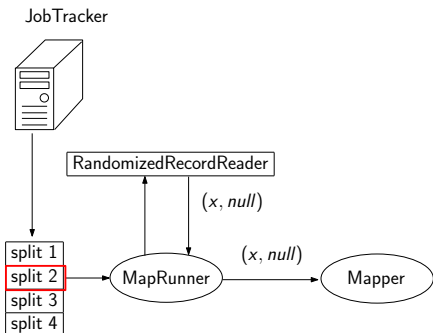 JobTracker
RandomizedRecordReader
(x, null)
split 1
(x, null)
split 2
MapRunner
Mapper
split 3
split 4